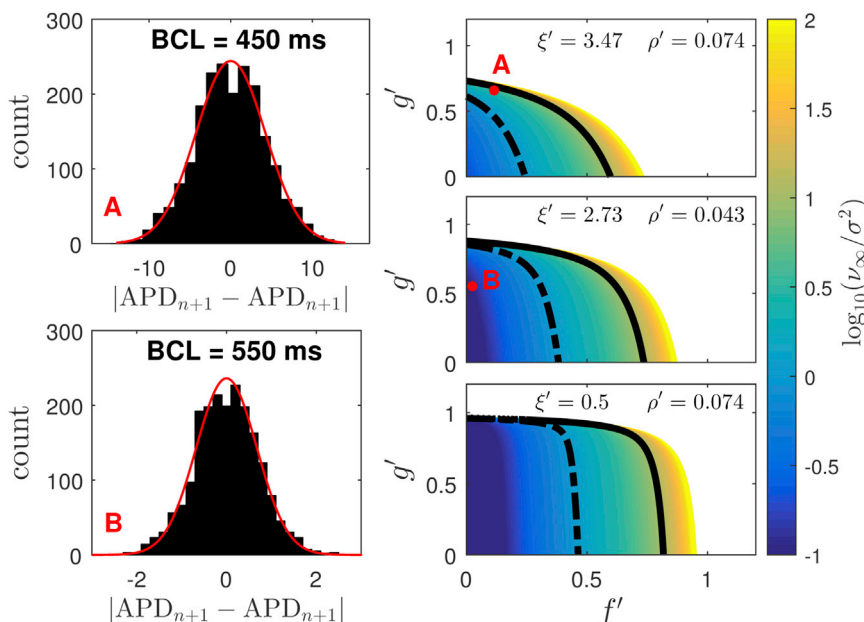 BCL = 450 ms
300
200
100
0
count
A
-10 0 10
|APD_{n+1} − APD_{n+1}|
BCL = 550 ms
300
200
100
0
count
B
-2 0 2
|APD_{n+1} − APD_{n+1}|
ξ′ = 3.47 ρ′ = 0.074
A
1
0.5
0
g′
ξ′ = 2.73 ρ′ = 0.043
B
1
0.5
0
g′
ξ′ = 0.5 ρ′ = 0.074
1
0.5
0
g′
0 0.5 1
f′
2
1.5
1
0.5
0
-0.5
-1
log₁₀(ν∞/σ²)